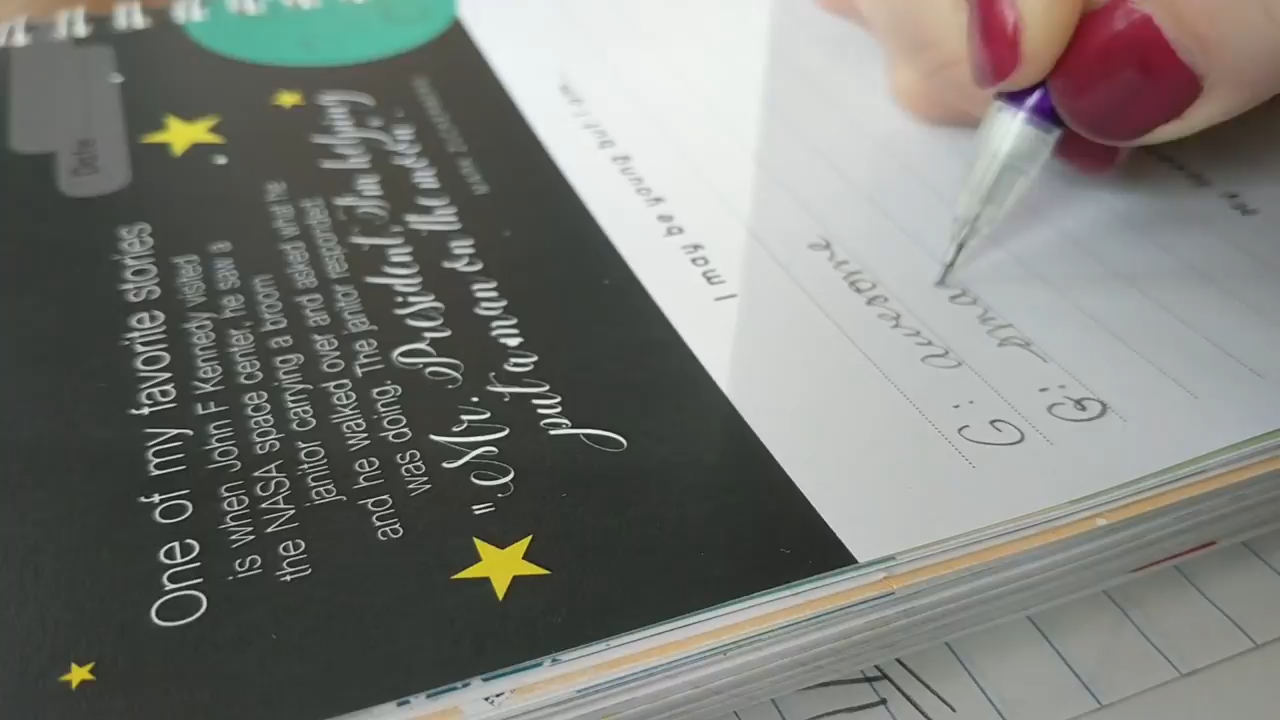 Date
One of my favorite stories
is when John F Kennedy visited
the NASA space center, he saw a
janitor carrying a broom
and he walked over and asked what he
was doing. The janitor responded
"Mr. President, I'm helping
put a man on the moon."
I may be young but I am
C: awesome
G: sma